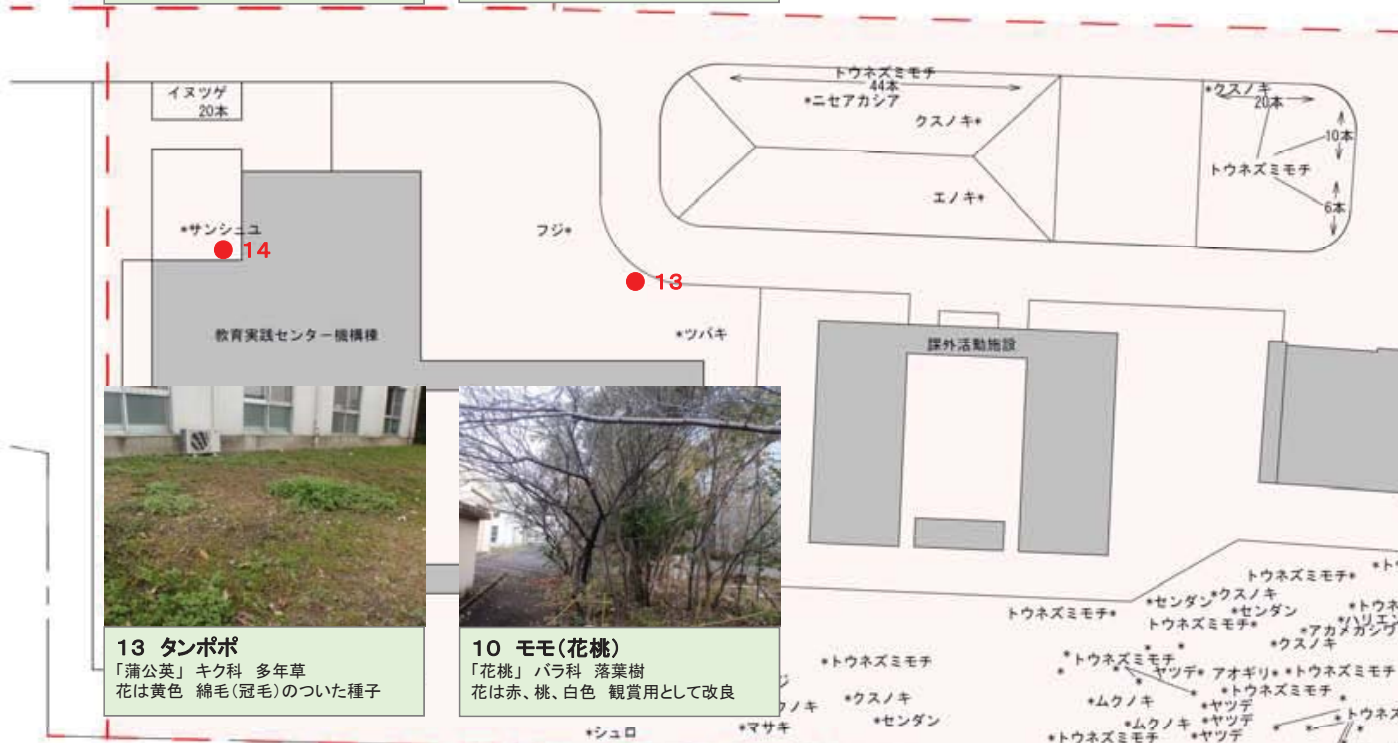 トウネズミモチ
44本
*ニセアカシア
クスノキ*
エノキ*
*クスノキ
20本
10本
トウネズミモチ
6本
イヌツゲ
20本
*サンシュユ
14
フジ*
13
教育実践センター機構棟
*ツバキ
課外活動施設
13 タンポポ
「蒲公英」 キク科 多年草
花は黄色 綿毛(冠毛)のついた種子
10 モモ(花桃)
「花桃」 バラ科 落葉樹
花は赤、桃、白色 観賞用として改良
トウネズミモチ*
トウネズミモチ*
*センダン
*クスノキ
*センダン
トウネズミモチ*
*アカメガシワ
*クスノキ
*トウネズミモチ
*トウネズミモチ
ヤツデ*
アオギリ*
*トウネズミモチ
*トウネズミモチ
*クスノキ
*センダン
*ムクノキ
*ヤツデ
*ムクノキ
*ヤツデ
*トウネズミモチ
*ヤツデ
*マサキ
*シュロ